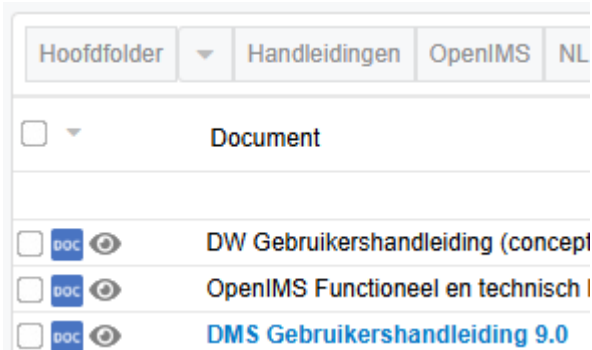 Hoofdfolder Handleidingen OpenIMS NL
Document
DOC DW Gebruikershandleiding (concept
DOC OpenIMS Functioneel en technisch
DOC DMS Gebruikershandleiding 9.0